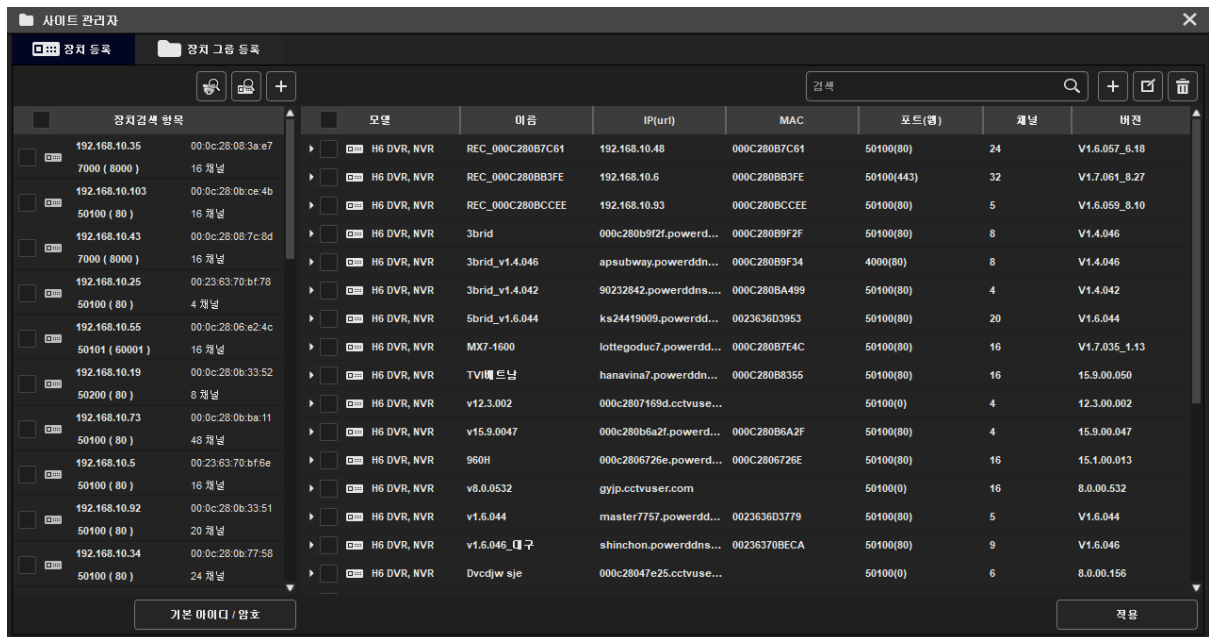 사이트 관리자
장치 등록 장치 그룹 등록
검색
장치검색 항목
192.168.10.35 00:0c:28:08:3a:e7
7000 ( 8000 ) 16 채널
192.168.10.103 00:0c:28:0b:ce:4b
50100 ( 80 ) 16 채널
192.168.10.43 00:0c:28:08:7c:8d
7000 ( 8000 ) 16 채널
192.168.10.25 00:23:63:70:bf:78
50100 ( 80 ) 4 채널
192.168.10.55 00:0c:28:06:e2:4c
50101 ( 60001 ) 16 채널
192.168.10.19 00:0c:28:0b:33:52
50200 ( 80 ) 8 채널
192.168.10.73 00:0c:28:0b:ba:11
50100 ( 80 ) 48 채널
192.168.10.5 00:23:63:70:bf:6e
50100 ( 80 ) 16 채널
192.168.10.92 00:0c:28:0b:33:51
50100 ( 80 ) 20 채널
192.168.10.34 00:0c:28:0b:77:58
50100 ( 80 ) 24 채널
기본 아이디 / 암호
모델 이름 IP(url) MAC 포트(웹) 채널 버전
H6 DVR, NVR REC_000C280B7C61 192.168.10.48 000C280B7C61 50100(80) 24 V1.6.057_6.18
H6 DVR, NVR REC_000C280BB3FE 192.168.10.6 000C280BB3FE 50100(443) 32 V1.7.061_8.27
H6 DVR, NVR REC_000C280BCCEE 192.168.10.93 000C280BCCEE 50100(80) 5 V1.6.059_8.10
H6 DVR, NVR 3brid 000c280b9f2f.powerd... 000C280B9F2F 50100(80) 8 V1.4.046
H6 DVR, NVR 3brid_v1.4.046 apsubway.powerddn... 000C280B9F34 4000(80) 8 V1.4.046
H6 DVR, NVR 3brid_v1.4.042 90232842.powerddns.... 000C280BA499 50100(80) 4 V1.4.042
H6 DVR, NVR 5brid_v1.6.044 ks24419009.powerdd... 0023636D3953 50100(80) 20 V1.6.044
H6 DVR, NVR MX7-1600 lottegoduc7.powerdd... 000C280B7E4C 50100(80) 16 V1.7.035_1.13
H6 DVR, NVR TVI베트남 hanavina7.powerddn... 000C280B8355 50100(80) 16 15.9.00.050
H6 DVR, NVR v12.3.002 000c2807169d.cctvuse... 50100(0) 4 12.3.00.002
H6 DVR, NVR v15.9.0047 000c280b6a2f.powerd... 000C280B6A2F 50100(80) 4 15.9.00.047
H6 DVR, NVR 960H 000c2806726e.powerd... 000C2806726E 50100(80) 16 15.1.00.013
H6 DVR, NVR v8.0.0532 gyjp.cctvuser.com 50100(0) 16 8.0.00.532
H6 DVR, NVR v1.6.044 master7757.powerdd... 0023636D3779 50100(80) 5 V1.6.044
H6 DVR, NVR v1.6.046_대구 shinchon.powerddns... 00236370BECA 50100(80) 9 V1.6.046
H6 DVR, NVR Dvcdjw sje 000c28047e25.cctvuse... 50100(0) 6 8.0.00.156
적용